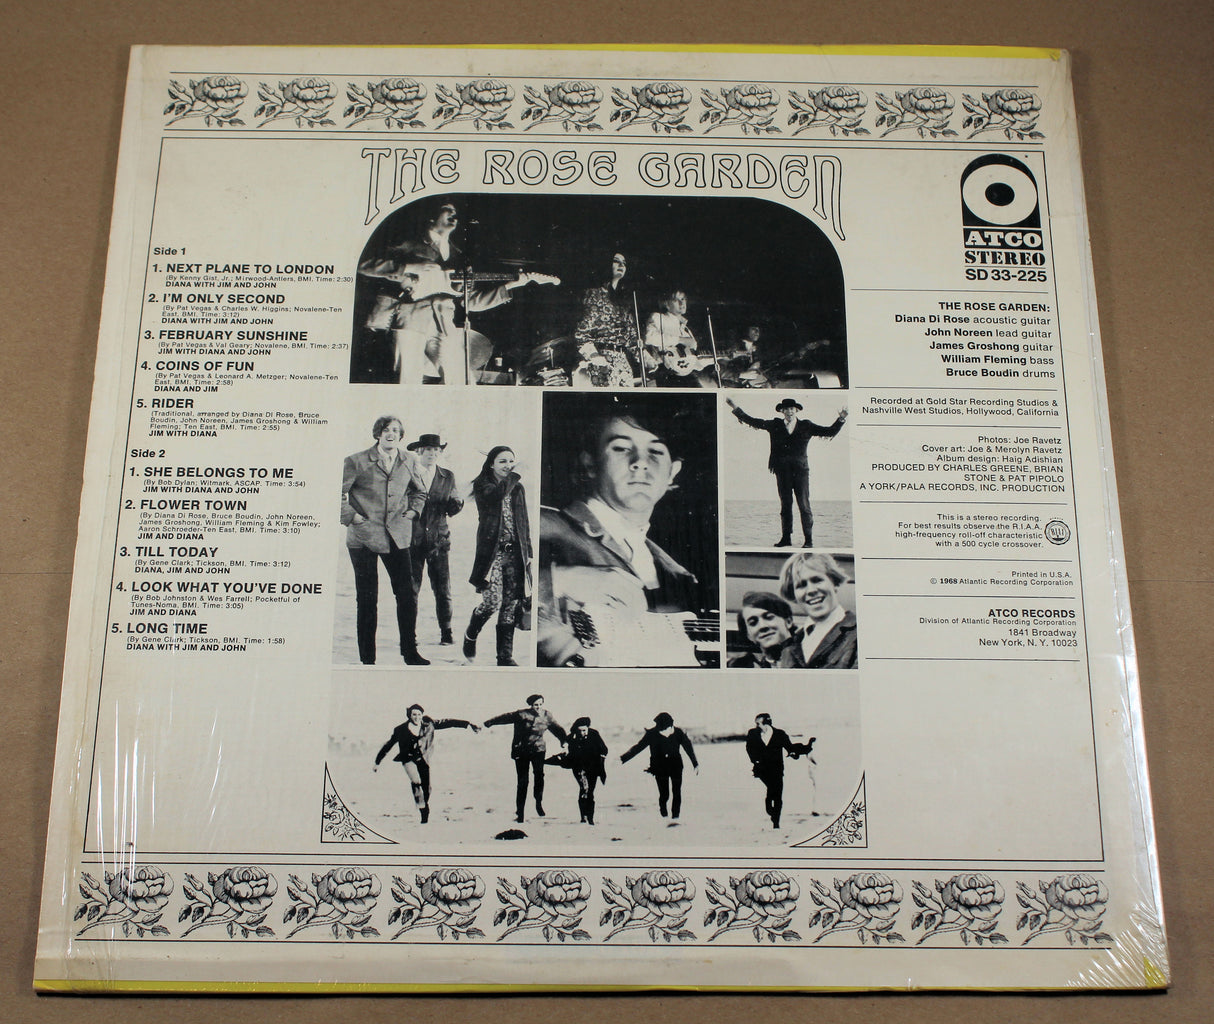 THE ROSE GARDEN
Side 1
1. NEXT PLANE TO LONDON
(By Kenny Gist, Jr.; Mirwood-Antlers, BMI. Time: 2:30)
DIANA WITH JIM AND JOHN
2. I'M ONLY SECOND
(By Pat Vegas & Charles W. Higgins; Novalene-Ten
East, BMI. Time: 3:12)
DIANA WITH JIM AND JOHN
3. FEBRUARY SUNSHINE
(By Pat Vegas & Val Geary; Novalene, BMI. Time: 2:37)
JIM WITH DIANA AND JOHN
4. COINS OF FUN
(By Pat Vegas & Leonard A. Metzger; Novalene-Ten
East, BMI. Time: 2:58)
DIANA AND JIM
5. RIDER
(Traditional, arranged by Diana Di Rose, Bruce
Boudin, John Noreen, James Groshong & William
Fleming; Ten East, BMI. Time: 2:55)
JIM WITH DIANA
Side 2
1. SHE BELONGS TO ME
(By Bob Dylan; Witmark, ASCAP. Time: 3:54)
JIM WITH DIANA AND JOHN
2. FLOWER TOWN
(By Diana Di Rose, Bruce Boudin, John Noreen,
James Groshong, William Fleming & Kim Fowley;
Aaron Schroeder-Ten East, BMI. Time: 3:10)
JIM AND DIANA
3. TILL TODAY
(By Gene Clark; Tickson, BMI. Time: 3:12)
DIANA, JIM AND JOHN
4. LOOK WHAT YOU'VE DONE
(By Bob Johnston & Wes Farrell; Pocketful of
Tunes-Noma, BMI. Time: 3:05)
JIM AND DIANA
5. LONG TIME
(By Gene Clark; Tickson, BMI. Time: 1:58)
DIANA WITH JIM AND JOHN
ATCO
STEREO
SD 33-225
THE ROSE GARDEN:
Diana Di Rose acoustic guitar
John Noreen lead guitar
James Groshong guitar
William Fleming bass
Bruce Boudin drums
Recorded at Gold Star Recording Studios &
Nashville West Studios, Hollywood, California
Photos: Joe Ravetz
Cover art: Joe & Merolyn Ravetz
Album design: Haig Adishian
PRODUCED BY CHARLES GREENE, BRIAN
STONE & PAT PIPOLO
A YORK/PALA RECORDS, INC. PRODUCTION
This is a stereo recording.
For best results observe the R.I.A.A.
high-frequency roll-off characteristic
with a 500 cycle crossover.
Printed in U.S.A.
© 1968 Atlantic Recording Corporation
ATCO RECORDS
Division of Atlantic Recording Corporation
1841 Broadway
New York, N. Y. 10023